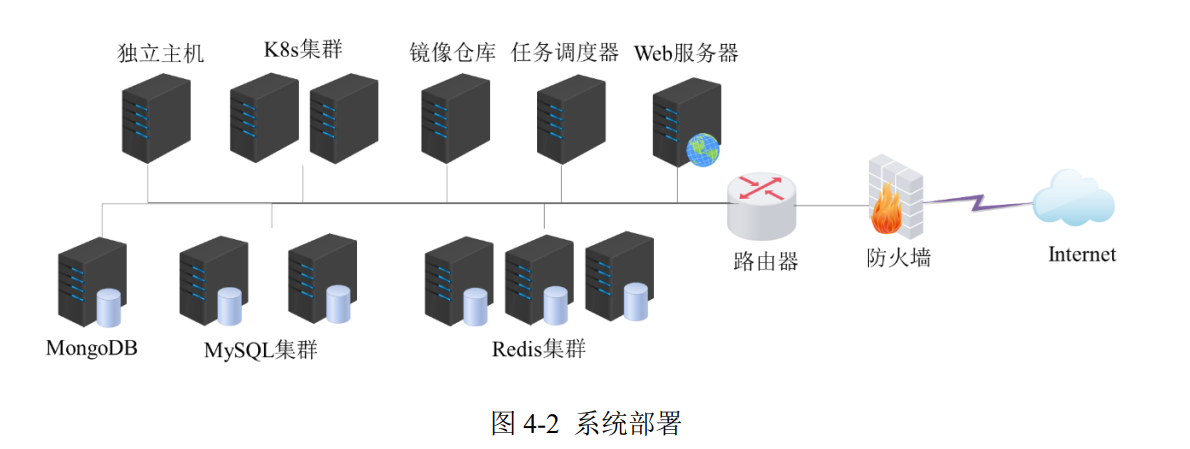 独立主机
K8s集群
镜像仓库
任务调度器
Web服务器
路由器
防火墙
Internet
MongoDB
MySQL集群
Redis集群
图 4-2 系统部署